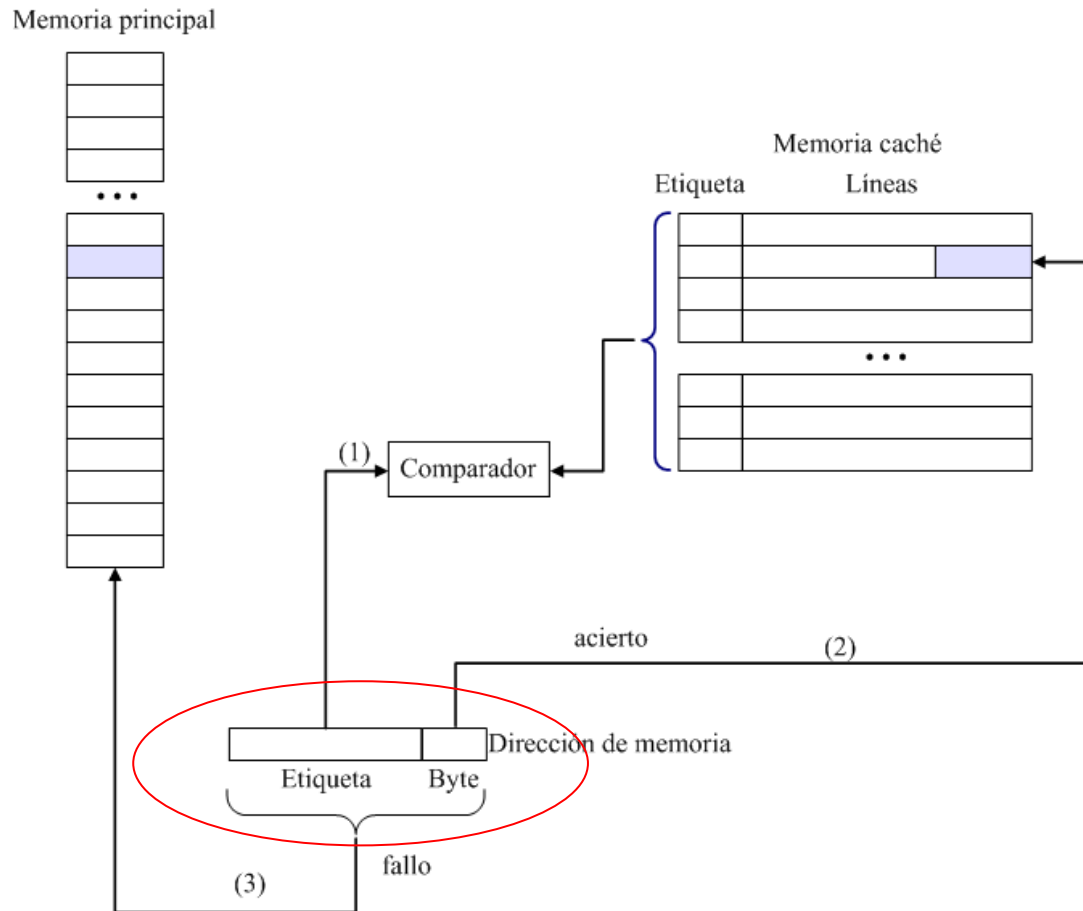 Memoria principal
• • •
Memoria caché
Etiqueta Líneas
• • •
(1)
Comparador
acierto
(2)
Dirección de memoria
Etiqueta Byte
fallo
(3)